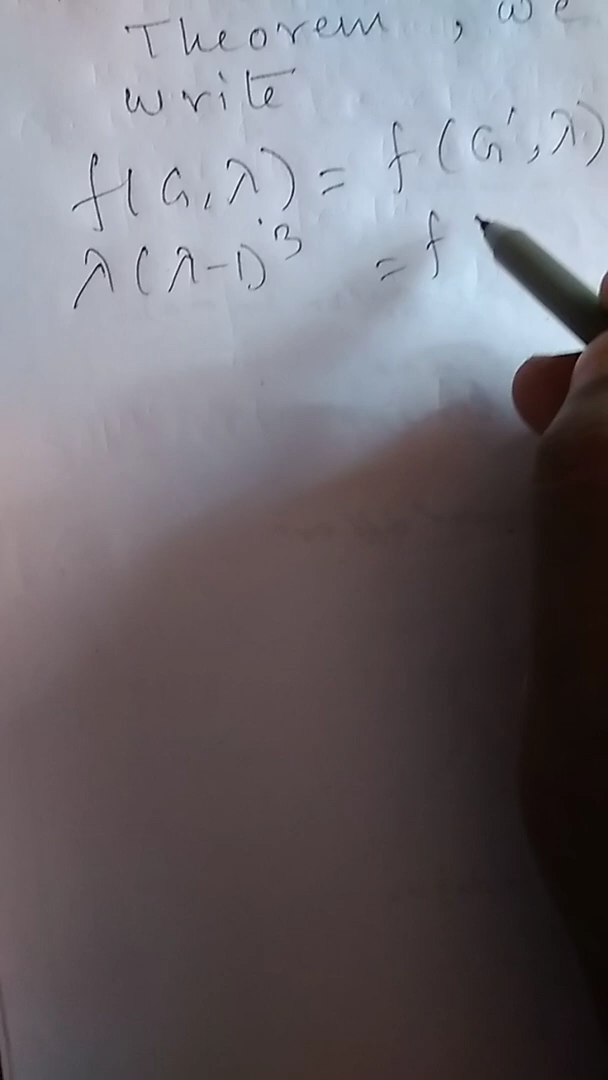 Theorem, we
write
f(G,λ) = f(G',λ)
λ(λ-1)³ = f